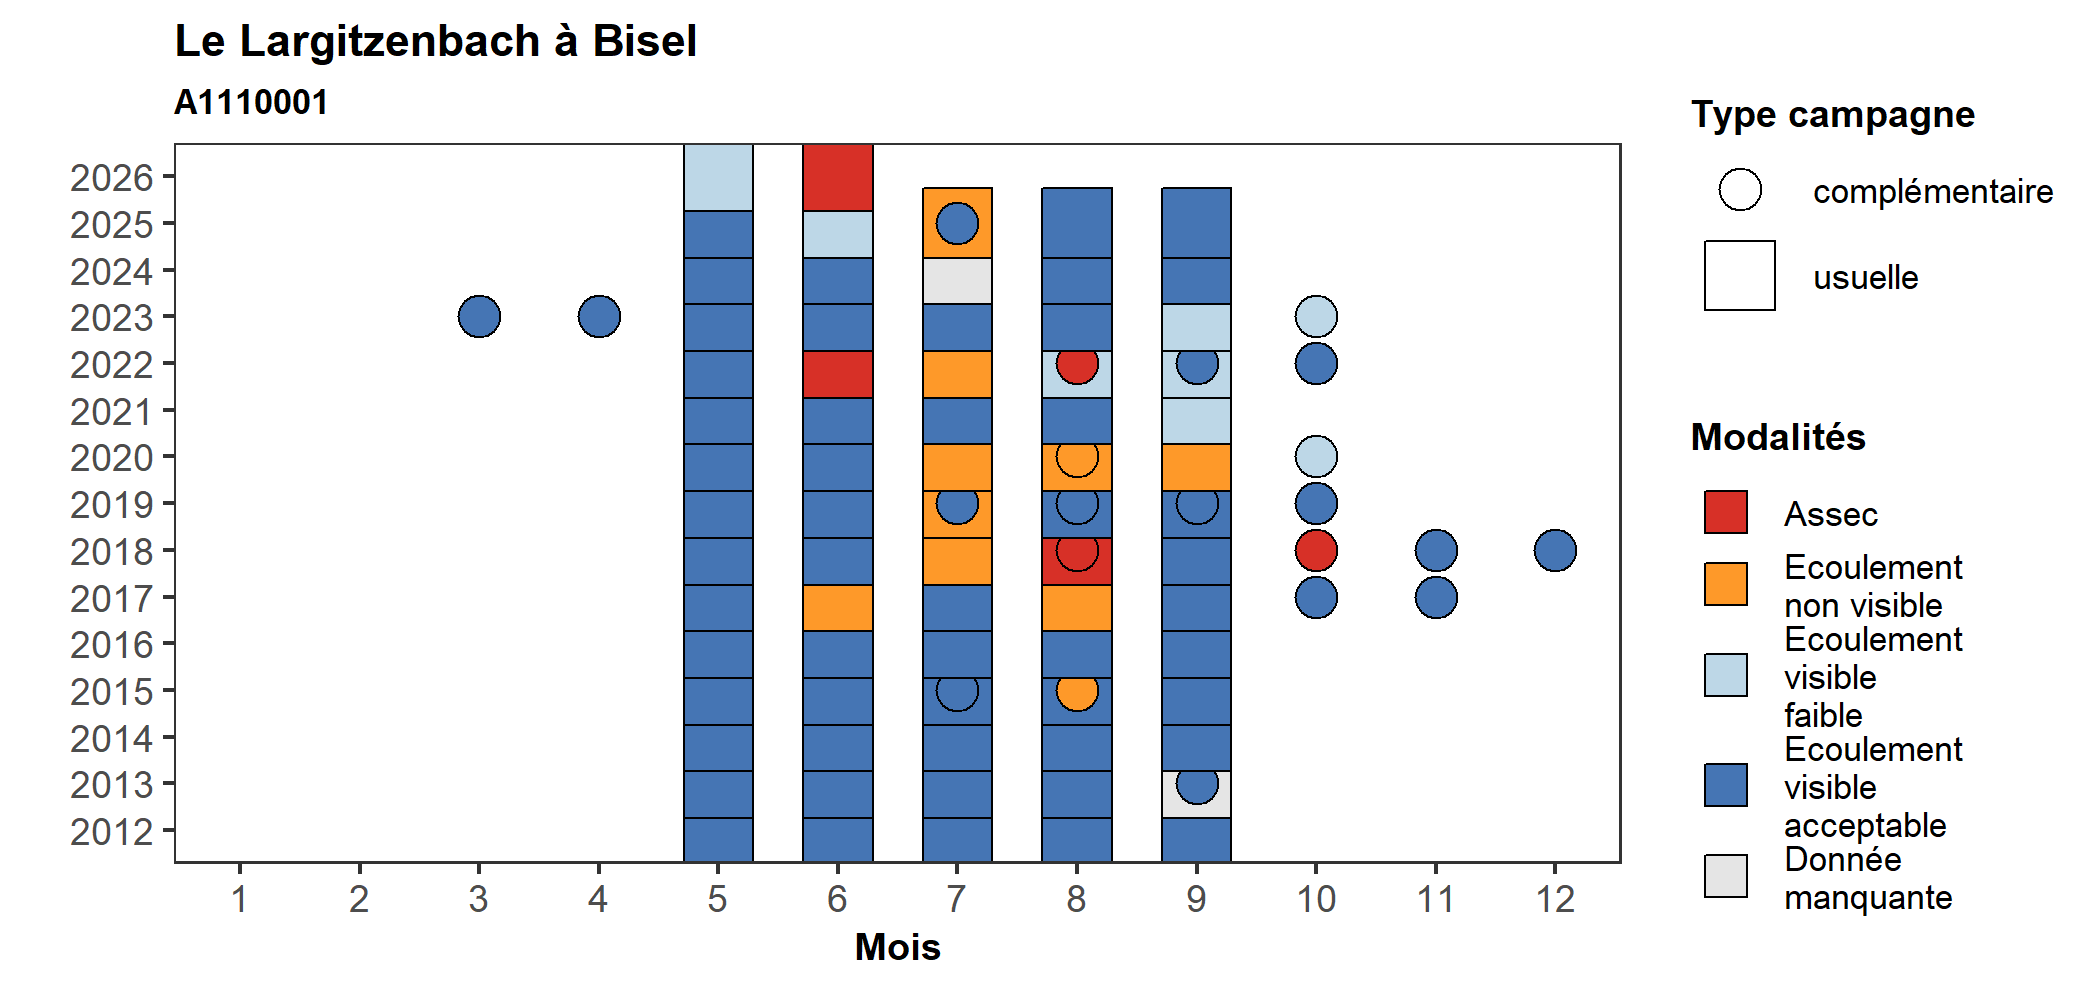 Le Largitzenbach à Bisel
A1110001
2026
2025
2024
2023
2022
2021
2020
2019
2018
2017
2016
2015
2014
2013
2012
1 2 3 4 5 6 7 8 9 10 11 12
Mois
Type campagne
complémentaire
usuelle
Modalités
Assec
Ecoulement
non visible
Ecoulement
visible
faible
Ecoulement
visible
acceptable
Donnée
manquante